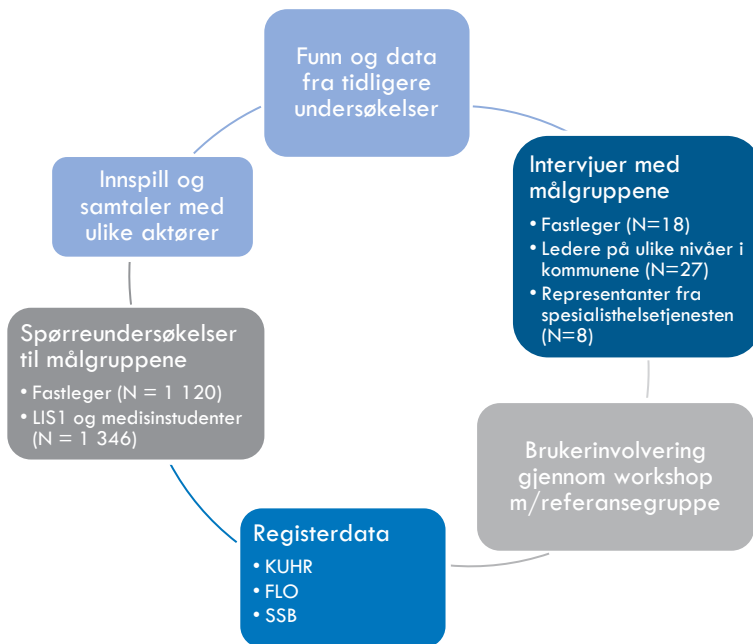 Funn og data
fra tidligere
undersøkelser
Intervjuer med
målgruppene
• Fastleger (N=18)
• Ledere på ulike nivåer i
kommunene (N=27)
• Representanter fra
spesialisthelsetjenesten
(N=8)
Brukerinvolvering
gjennom workshop
m/referansegruppe
Registerdata
• KUHR
• FLO
• SSB
Spørreundersøkelser
til målgruppene
• Fastleger (N = 1 120)
• LIS1 og medisinstudenter
(N = 1 346)
Innspill og
samtaler med
ulike aktører